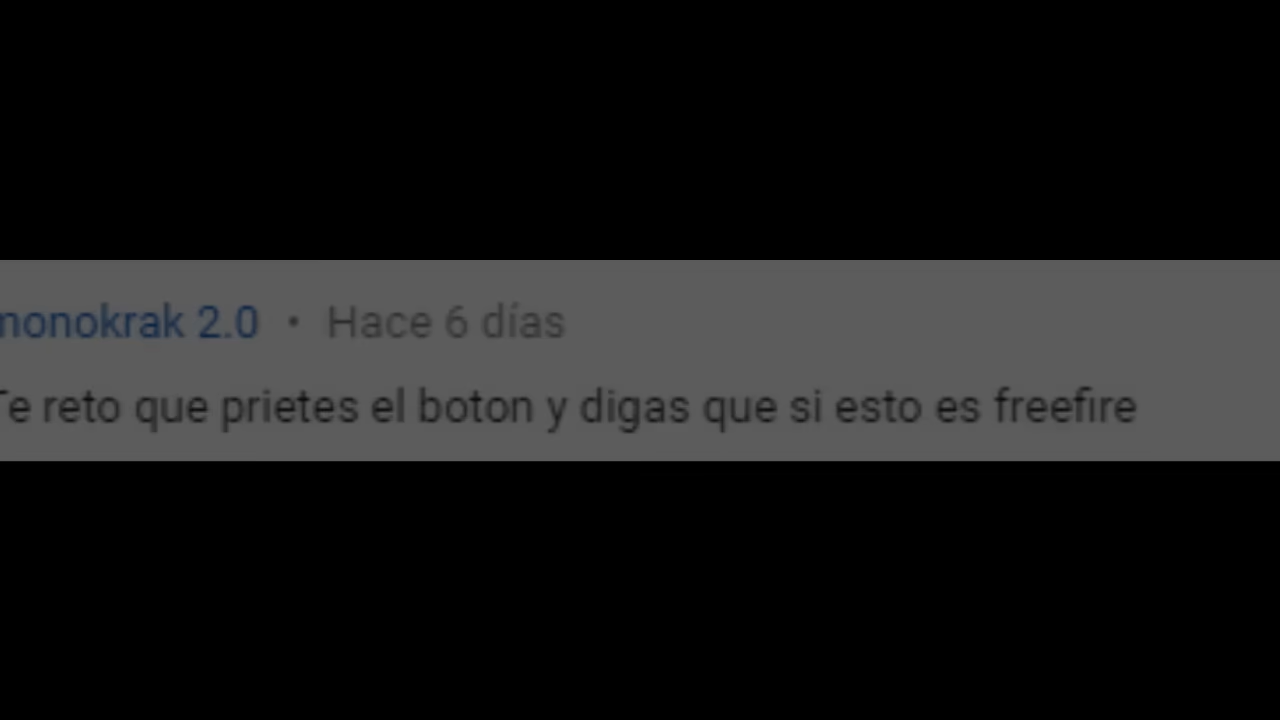 nonokrak 2.0 • Hace 6 días
Te reto que prietes el boton y digas que si esto es freefire